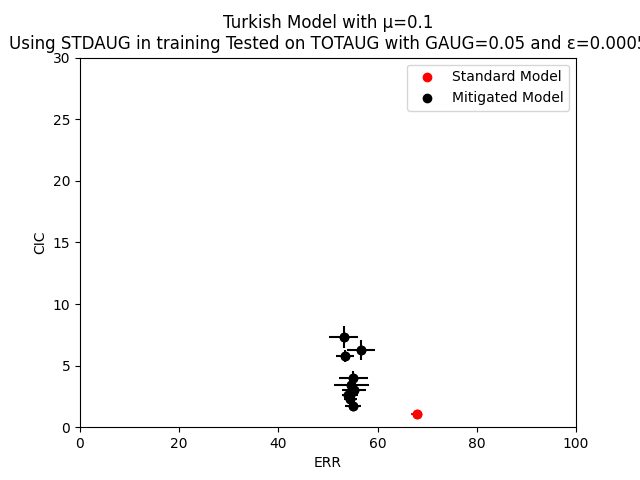 Turkish Model with μ=0.1
Using STDAUG in training Tested on TOTAUG with GAUG=0.05 and ε=0.0005
Standard Model
Mitigated Model
30
25
20
15
10
5
0
CIC
0 20 40 60 80 100
ERR